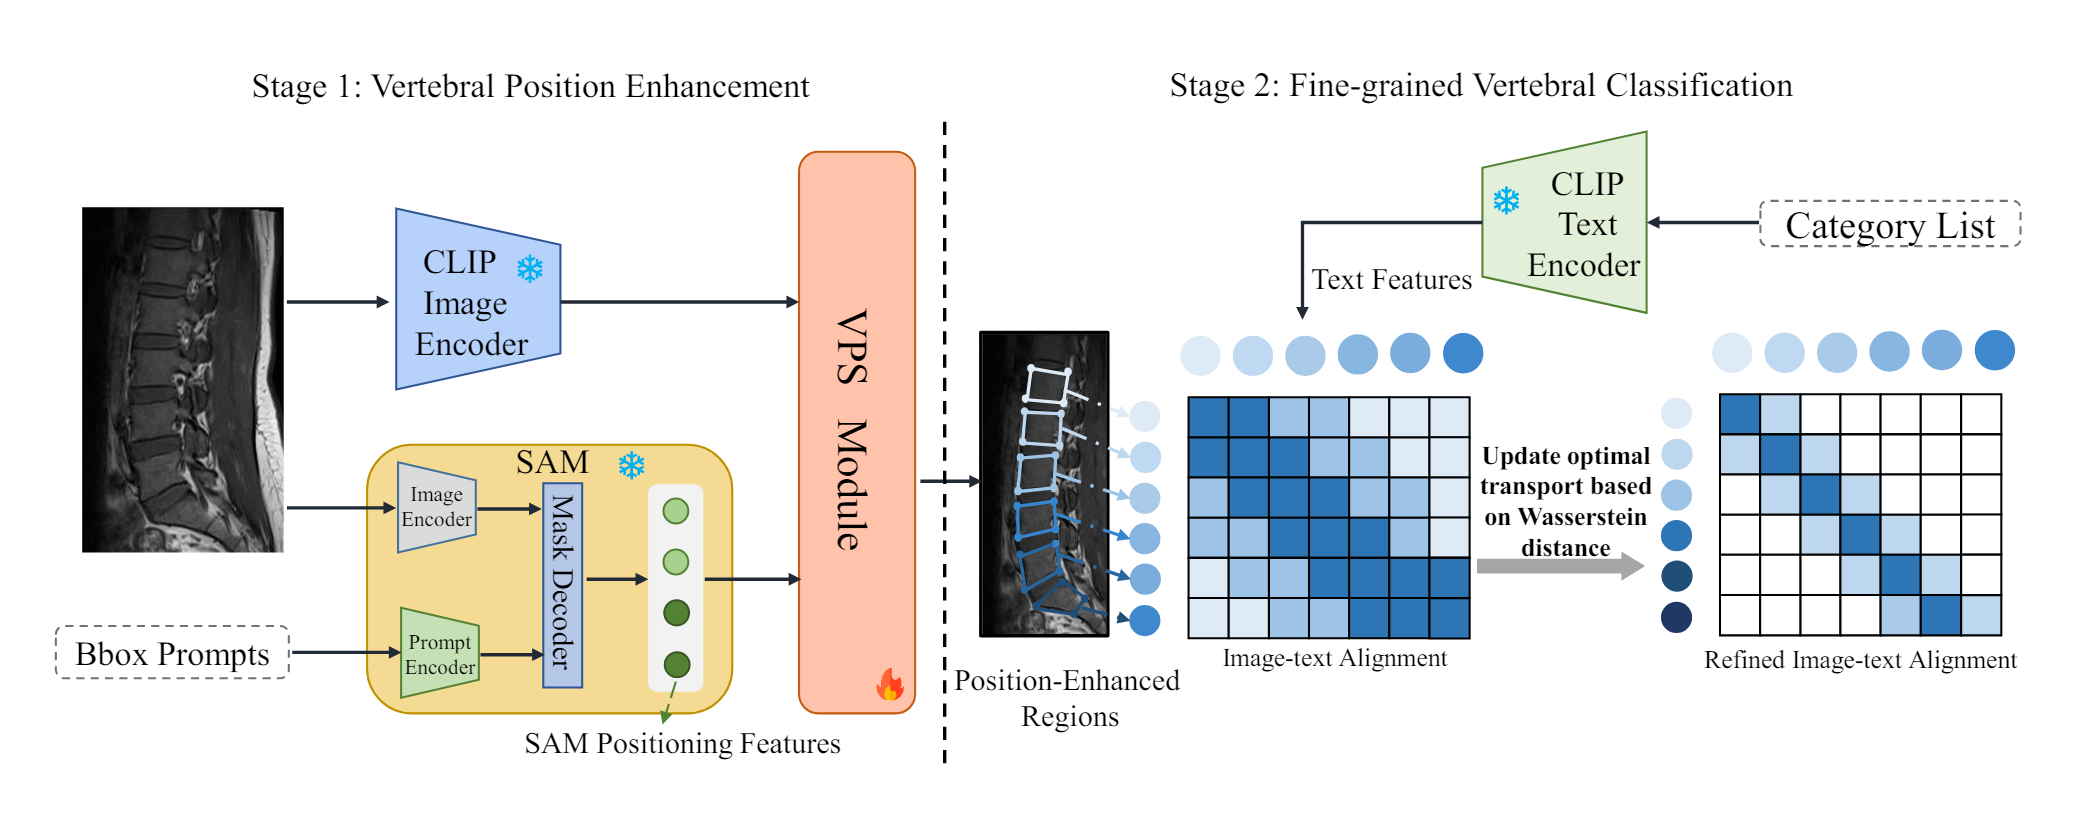 Stage 1: Vertebral Position Enhancement
CLIP
Image
Encoder
SAM
Image
Encoder
Mask Decoder
Prompt
Encoder
Bbox Prompts
SAM Positioning Features
VPS Module
Stage 2: Fine-grained Vertebral Classification
CLIP
Text
Encoder
Category List
Text Features
Position-Enhanced
Regions
Image-text Alignment
Update optimal
transport based
on Wasserstein
distance
Refined Image-text Alignment